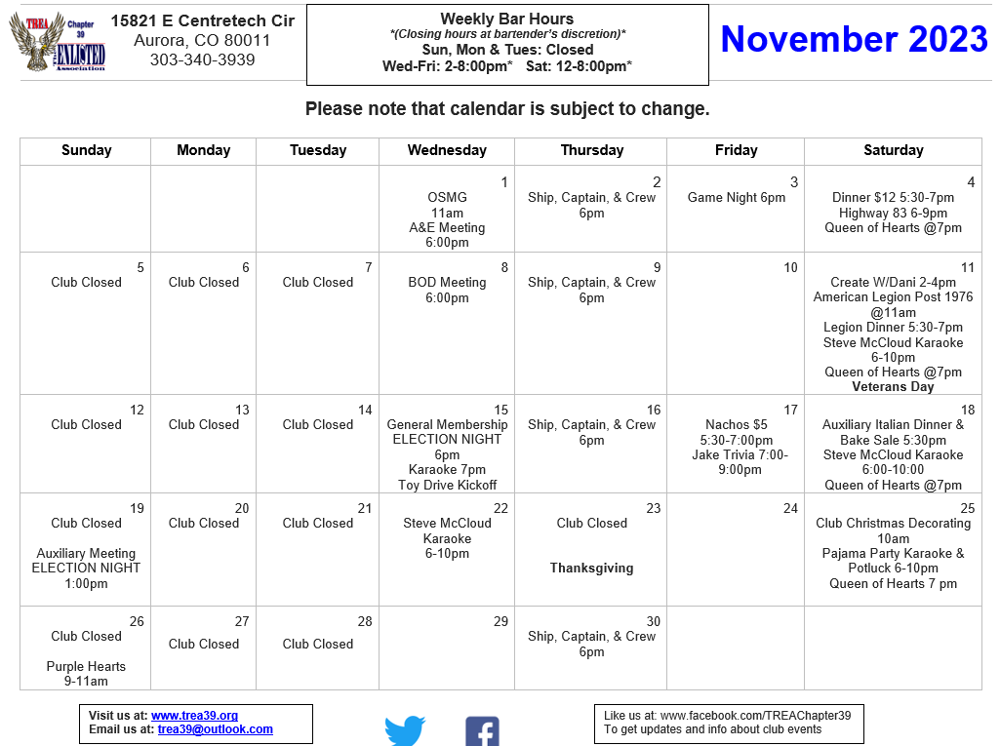 TREA Chapter
39
THE ENLISTED
Association
15821 E Centretech Cir
Aurora, CO 80011
303-340-3939
Weekly Bar Hours
*(Closing hours at bartender's discretion)*
Sun, Mon & Tues: Closed
Wed-Fri: 2-8:00pm* Sat: 12-8:00pm*
November 2023
Please note that calendar is subject to change.
Sunday Monday Tuesday Wednesday Thursday Friday Saturday
1
OSMG
11am
A&E Meeting
6:00pm
2
Ship, Captain, & Crew
6pm
3
Game Night 6pm
4
Dinner $12 5:30-7pm
Highway 83 6-9pm
Queen of Hearts @7pm
5
Club Closed
6
Club Closed
7
Club Closed
8
BOD Meeting
6:00pm
9
Ship, Captain, & Crew
6pm
10
11
Create W/Dani 2-4pm
American Legion Post 1976
@11am
Legion Dinner 5:30-7pm
Steve McCloud Karaoke
6-10pm
Queen of Hearts @7pm
Veterans Day
12
Club Closed
13
Club Closed
14
Club Closed
15
General Membership
ELECTION NIGHT
6pm
Karaoke 7pm
Toy Drive Kickoff
16
Ship, Captain, & Crew
6pm
17
Nachos $5
5:30-7:00pm
Jake Trivia 7:00-
9:00pm
18
Auxiliary Italian Dinner &
Bake Sale 5:30pm
Steve McCloud Karaoke
6:00-10:00
Queen of Hearts @7pm
19
Club Closed
Auxiliary Meeting
ELECTION NIGHT
1:00pm
20
Club Closed
21
Club Closed
22
Steve McCloud
Karaoke
6-10pm
23
Club Closed
Thanksgiving
24
25
Club Christmas Decorating
10am
Pajama Party Karaoke &
Potluck 6-10pm
Queen of Hearts 7 pm
26
Club Closed
Purple Hearts
9-11am
27
Club Closed
28
Club Closed
29
30
Ship, Captain, & Crew
6pm
Visit us at: www.trea39.org
Email us at: trea39@outlook.com
Like us at: www.facebook.com/TREAChapter39
To get updates and info about club events